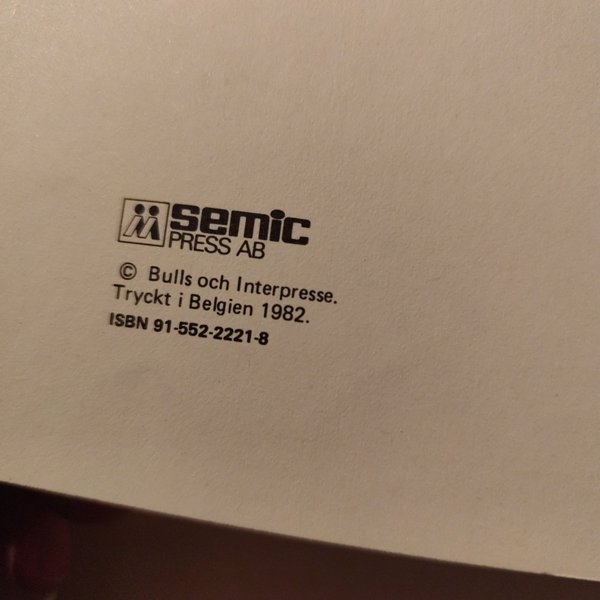 semic
PRESS AB
© Bulls och Interpresse.
Tryckt i Belgien 1982.
ISBN 91-552-2221-8